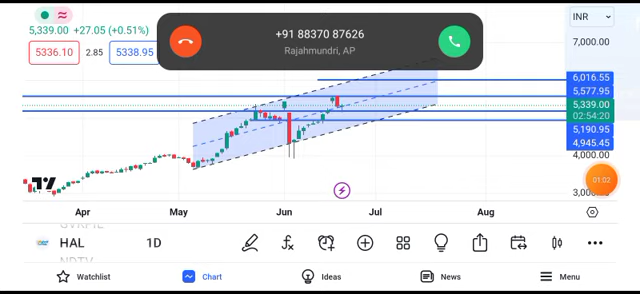 +91 88370 87626
Rajahmundri, AP
INR
5,339.00 +27.05 (+0.51%)
5336.10 2.85 5338.95
7,000.00
6,016.55
5,577.95
5,339.00
02:54:20
5,190.95
4,945.45
4,000.00
01:02
Apr May Jun Jul Aug
HAL 1D
NDTV
Watchlist Chart Ideas News Menu